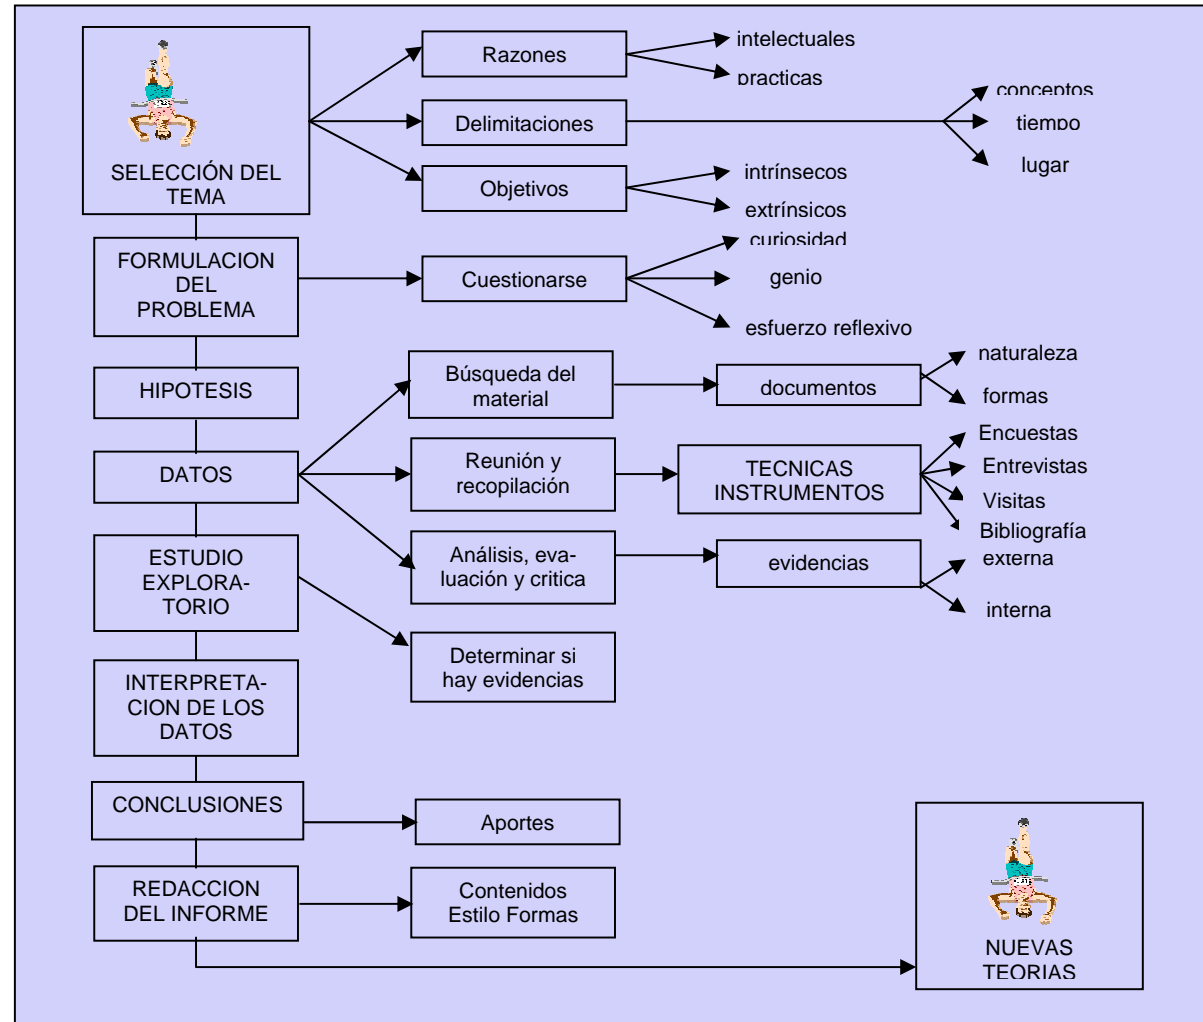 SELECCIÓN DEL
TEMA
Razones
intelectuales
practicas
Delimitaciones
conceptos
tiempo
lugar
Objetivos
intrínsecos
extrínsicos
FORMULACION
DEL
PROBLEMA
Cuestionarse
curiosidad
genio
esfuerzo reflexivo
HIPOTESIS
DATOS
Búsqueda del
material
documentos
naturaleza
formas
Reunión y
recopilación
TECNICAS
INSTRUMENTOS
Encuestas
Entrevistas
Visitas
Bibliografía
Análisis, eva-
luación y critica
evidencias
externa
interna
ESTUDIO
EXPLORA-
TORIO
Determinar si
hay evidencias
INTERPRETA-
CION DE LOS
DATOS
CONCLUSIONES
Aportes
REDACCION
DEL INFORME
Contenidos
Estilo Formas
NUEVAS
TEORIAS